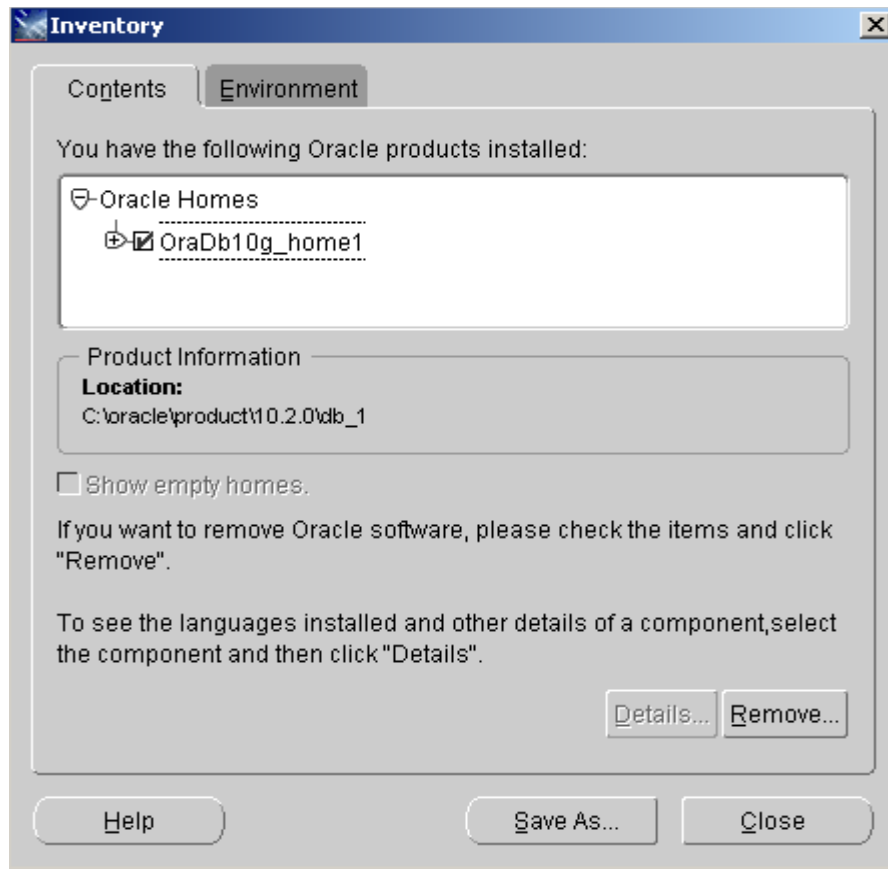 Inventory
Contents
Environment
You have the following Oracle products installed:
Oracle Homes
OraDb10g_home1
Product Information
Location:
C:\oracle\product\10.2.0\db_1
Show empty homes.
If you want to remove Oracle software, please check the items and click
"Remove".
To see the languages installed and other details of a component,select
the component and then click "Details".
Details...
Remove...
Help
Save As...
Close